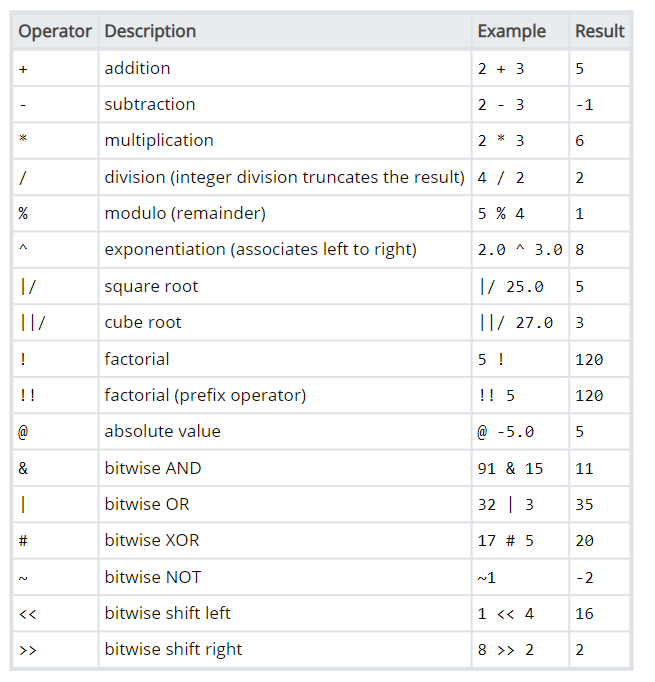 Operator Description Example Result
+ addition 2 + 3 5
- subtraction 2 - 3 -1
* multiplication 2 * 3 6
/ division (integer division truncates the result) 4 / 2 2
% modulo (remainder) 5 % 4 1
^ exponentiation (associates left to right) 2.0 ^ 3.0 8
|/ square root |/ 25.0 5
||/ cube root ||/ 27.0 3
! factorial 5 ! 120
!! factorial (prefix operator) !! 5 120
@ absolute value @ -5.0 5
& bitwise AND 91 & 15 11
| bitwise OR 32 | 3 35
# bitwise XOR 17 # 5 20
~ bitwise NOT ~1 -2
<< bitwise shift left 1 << 4 16
>> bitwise shift right 8 >> 2 2